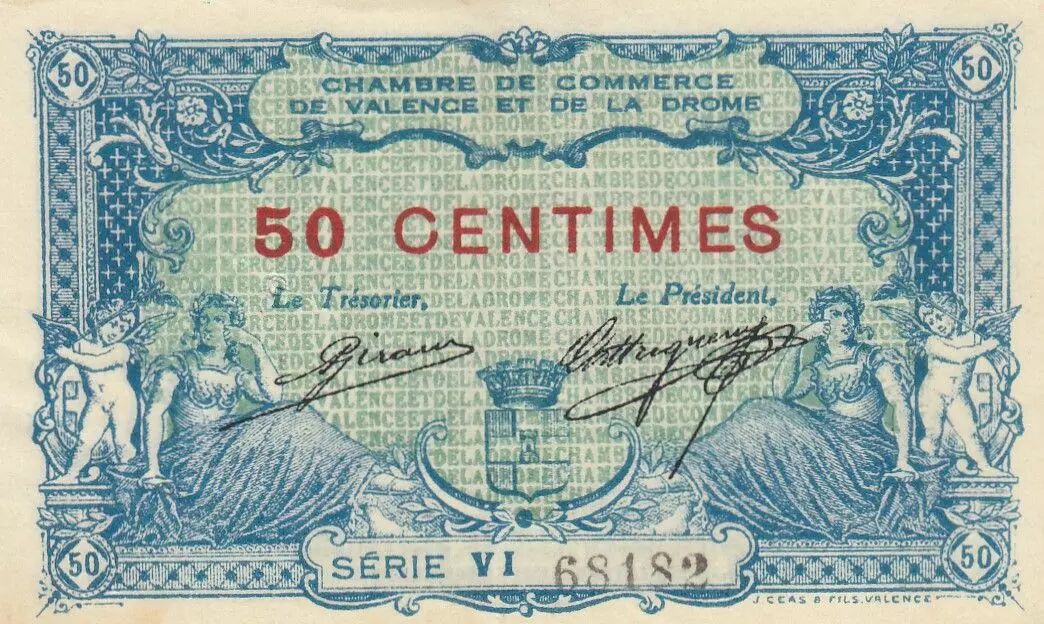 50 50
CHAMBRE DE COMMERCE
DE VALENCE ET DE LA DROME
50 CENTIMES
Le Trésorier, Le Président,
SÉRIE VI 68182
50 50
J. CEAS & FILS. VALENCE